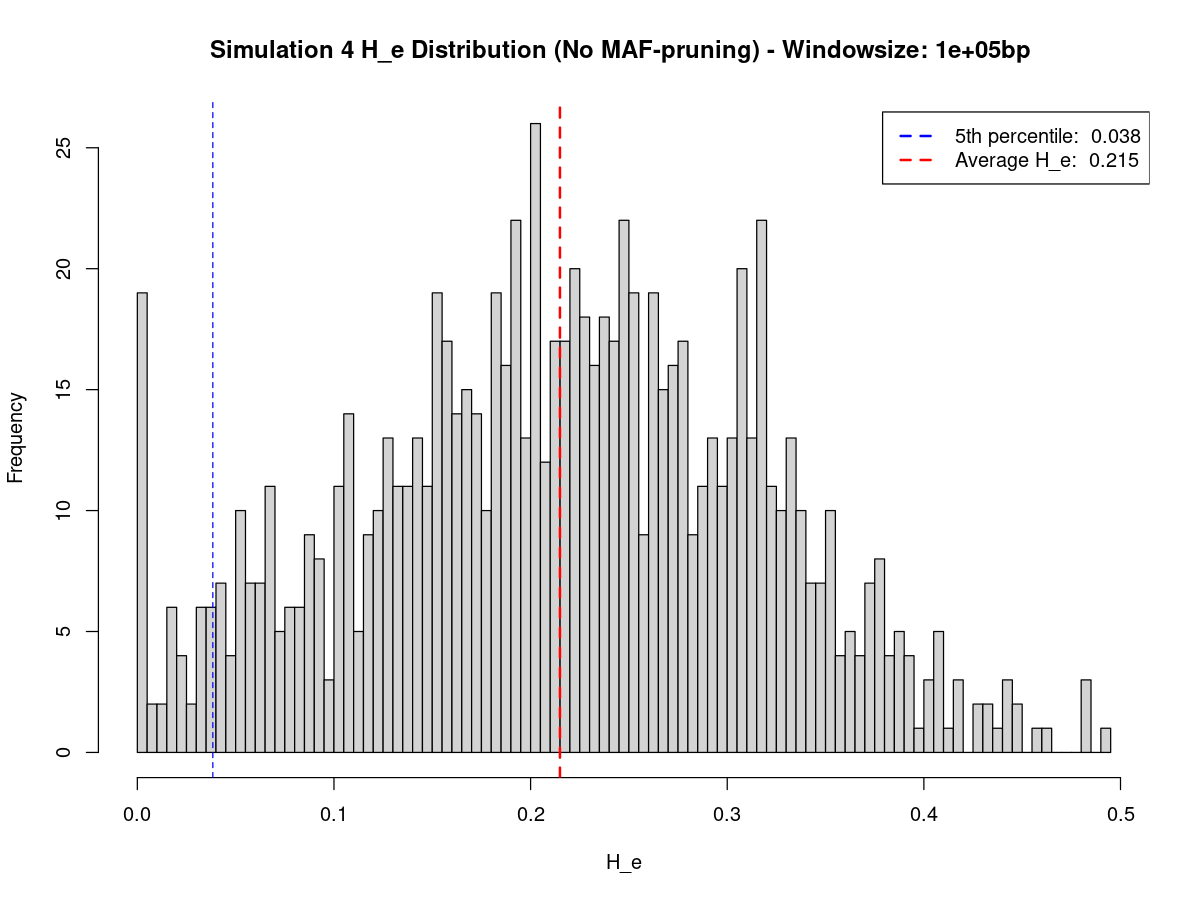 Simulation 4 H_e Distribution (No MAF-pruning) - Windowsize: 1e+05bp
5th percentile:  0.038
Average H_e:  0.215
Frequency
25
20
15
10
5
0
0.0 0.1 0.2 0.3 0.4 0.5
H_e